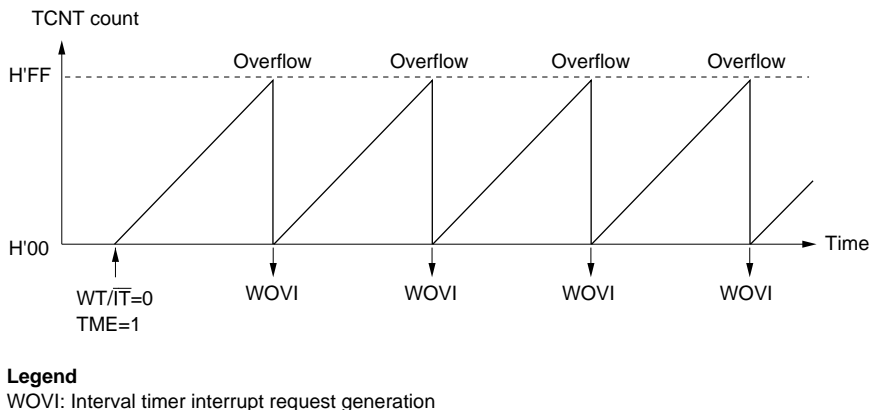 TCNT count
Overflow Overflow Overflow Overflow
H'FF
H'00
Time
WT/I̅T̅=0
TME=1
WOVI WOVI WOVI WOVI
Legend
WOVI: Interval timer interrupt request generation